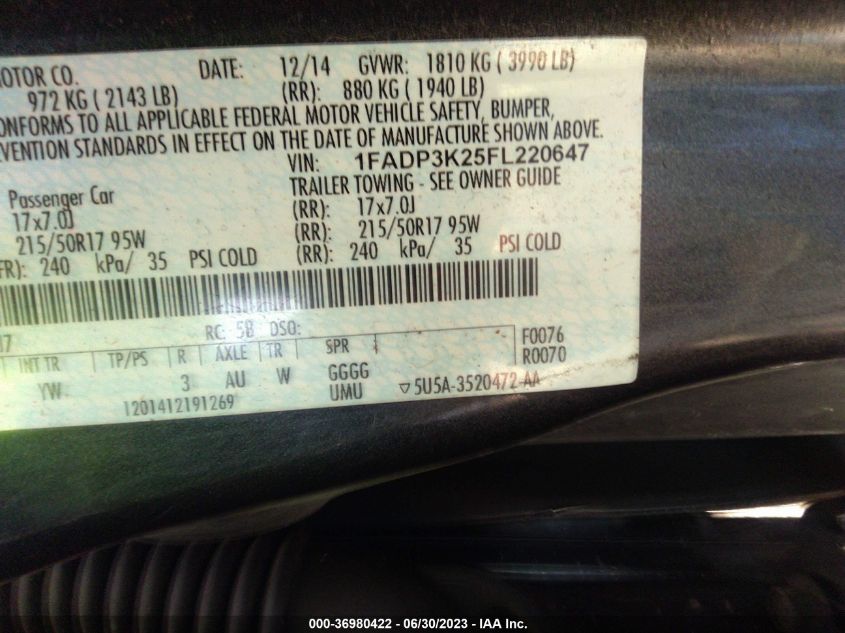 MOTOR CO. DATE: 12/14 GVWR: 1810 KG ( 3990 LB)
972 KG ( 2143 LB) (RR): 880 KG ( 1940 LB)
CONFORMS TO ALL APPLICABLE FEDERAL MOTOR VEHICLE SAFETY, BUMPER,
EVENTION STANDARDS IN EFFECT ON THE DATE OF MANUFACTURE SHOWN ABOVE.
VIN: 1FADP3K25FL220647
Passenger Car TRAILER TOWING - SEE OWNER GUIDE
17x7.0J (RR): 17x7.0J
215/50R17 95W (RR): 215/50R17 95W
FR): 240 kPa/ 35 PSI COLD (RR): 240 kPa/ 35 PSI COLD
17 RC: 58 DSO: F0076
INT TR TP/PS R AXLE TR SPR R0070
YW 3 AU W GGGG
UMU ▽5U5A-3520472-AA
1201412191269
000-36980422 - 06/30/2023 - IAA Inc.